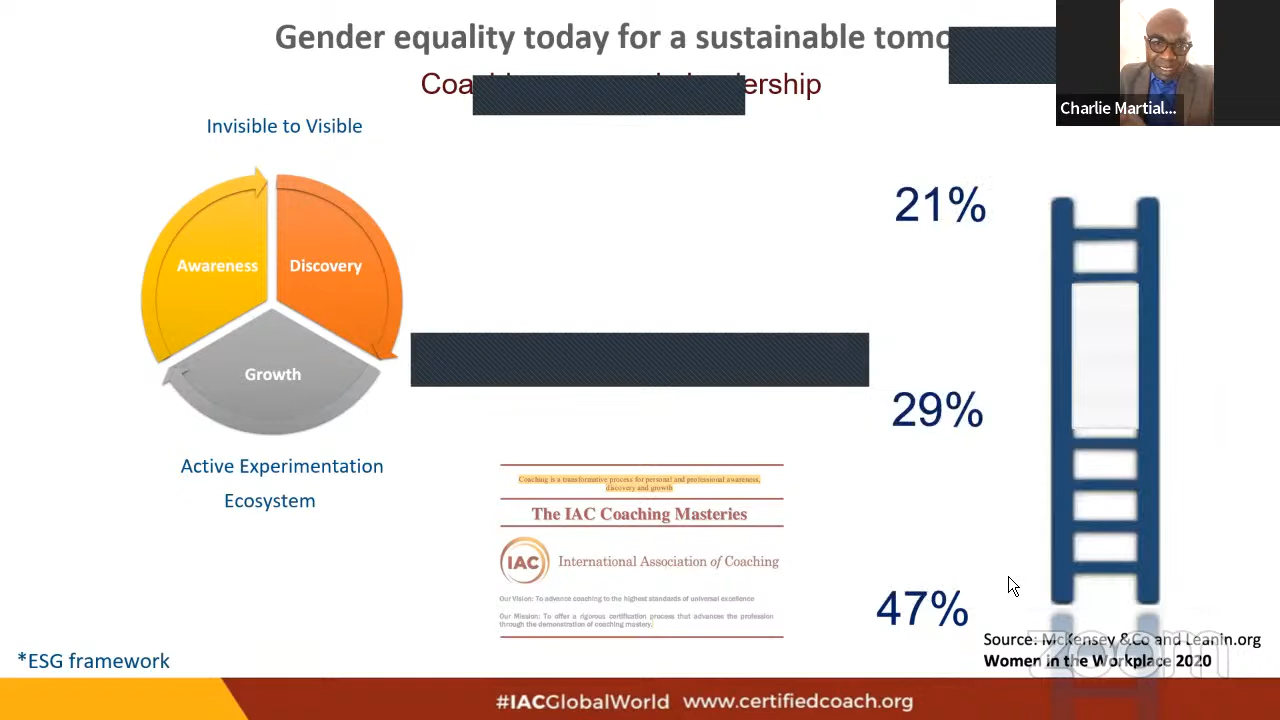 Gender equality today for a sustainable
Charlie Martial...
Invisible to Visible
21%
Awareness
Discovery
Growth
29%
Active Experimentation
Ecosystem
Coaching is a transformative process for personal and professional awareness,
discovery and growth
The IAC Coaching Masteries
IAC
International Association of Coaching
Our Vision: To advance coaching to the highest standards of universal excellence
Our Mission: To offer a rigorous certification process that advances the profession
through the demonstration of coaching mastery.
47%
Source: McKensey &Co and Leanin.org
Women in the Workplace 2020
zoom
*ESG framework
#IACGlobalWorld www.certifiedcoach.org